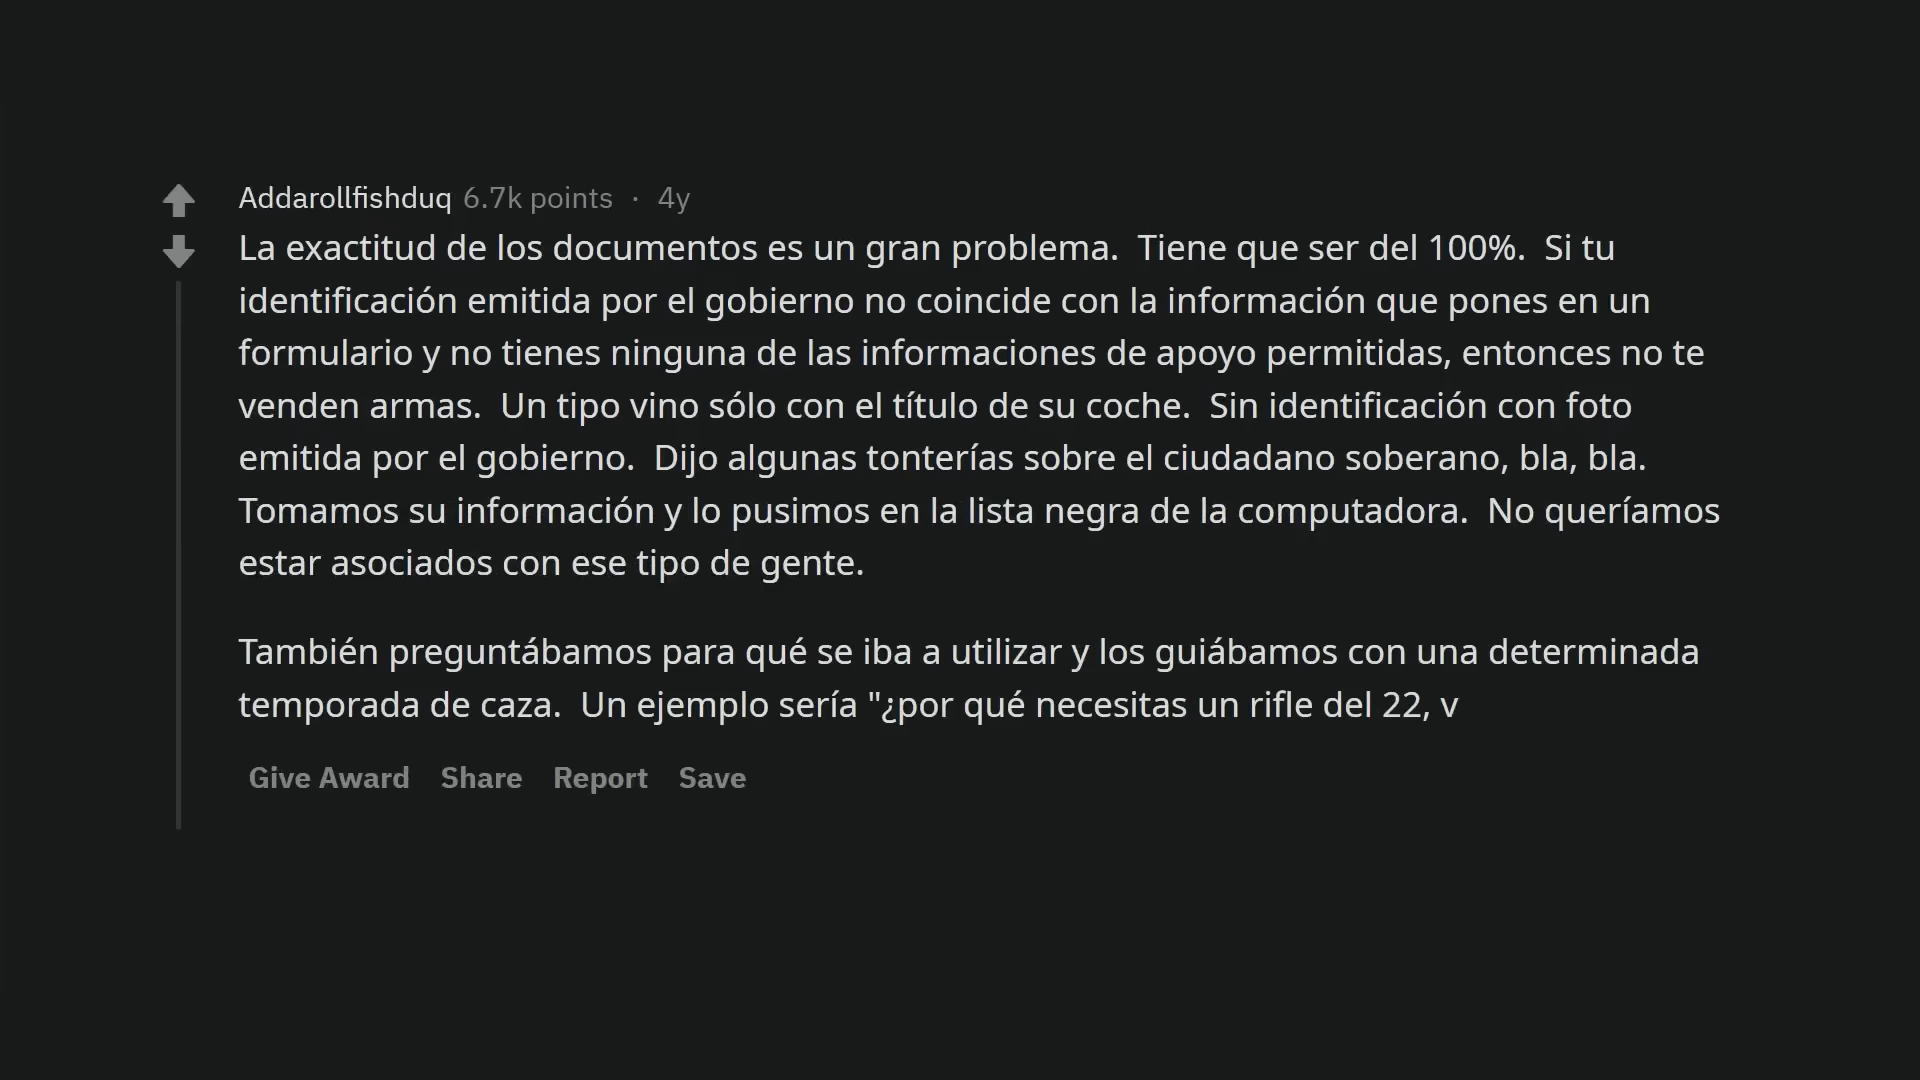 Addarollfishduq 6.7k points · 4y
La exactitud de los documentos es un gran problema.  Tiene que ser del 100%.  Si tu
identificación emitida por el gobierno no coincide con la información que pones en un
formulario y no tienes ninguna de las informaciones de apoyo permitidas, entonces no te
venden armas.  Un tipo vino sólo con el título de su coche.  Sin identificación con foto
emitida por el gobierno.  Dijo algunas tonterías sobre el ciudadano soberano, bla, bla.
Tomamos su información y lo pusimos en la lista negra de la computadora.  No queríamos
estar asociados con ese tipo de gente.
También preguntábamos para qué se iba a utilizar y los guiábamos con una determinada
temporada de caza.  Un ejemplo sería "¿por qué necesitas un rifle del 22, v
Give Award Share Report Save